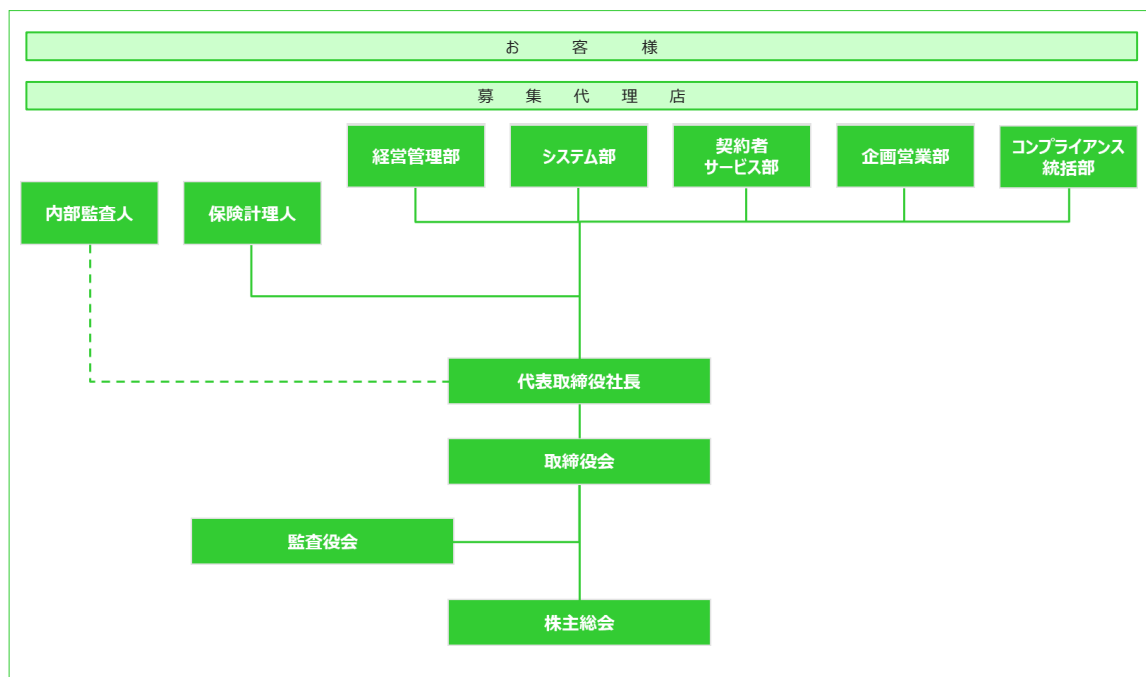 お客様
募集代理店
経営管理部
システム部
契約者
サービス部
企画営業部
コンプライアンス
統括部
内部監査人
保険計理人
代表取締役社長
取締役会
監査役会
株主総会